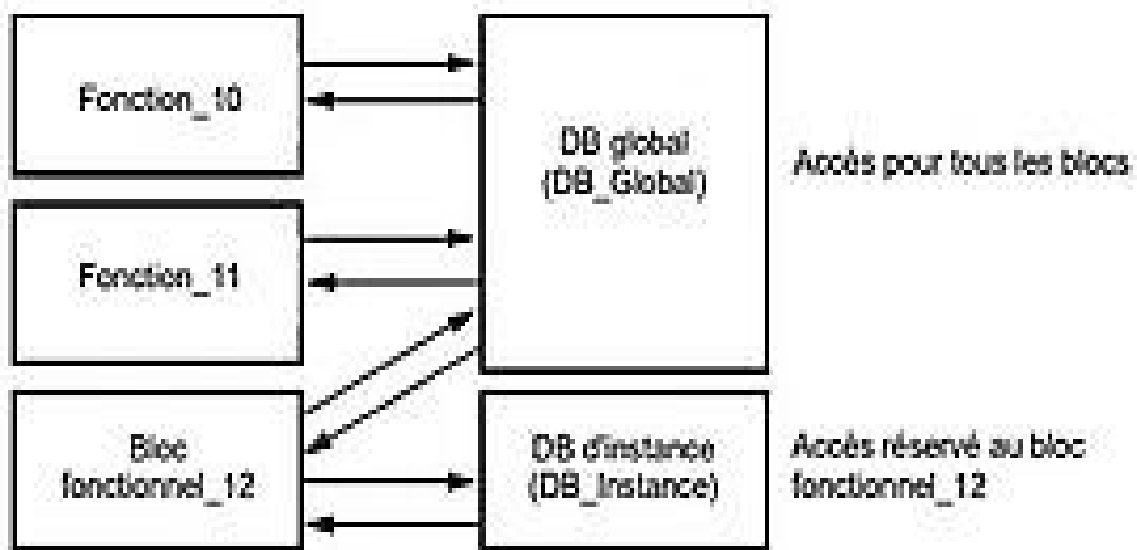 Fonction_10
DB global
(DB_Global)
Accès pour tous les blocs
Fonction_11
Bloc
fonctionnel_12
DB d'instance
(DB_Instance)
Accès réservé au bloc
fonctionnel_12